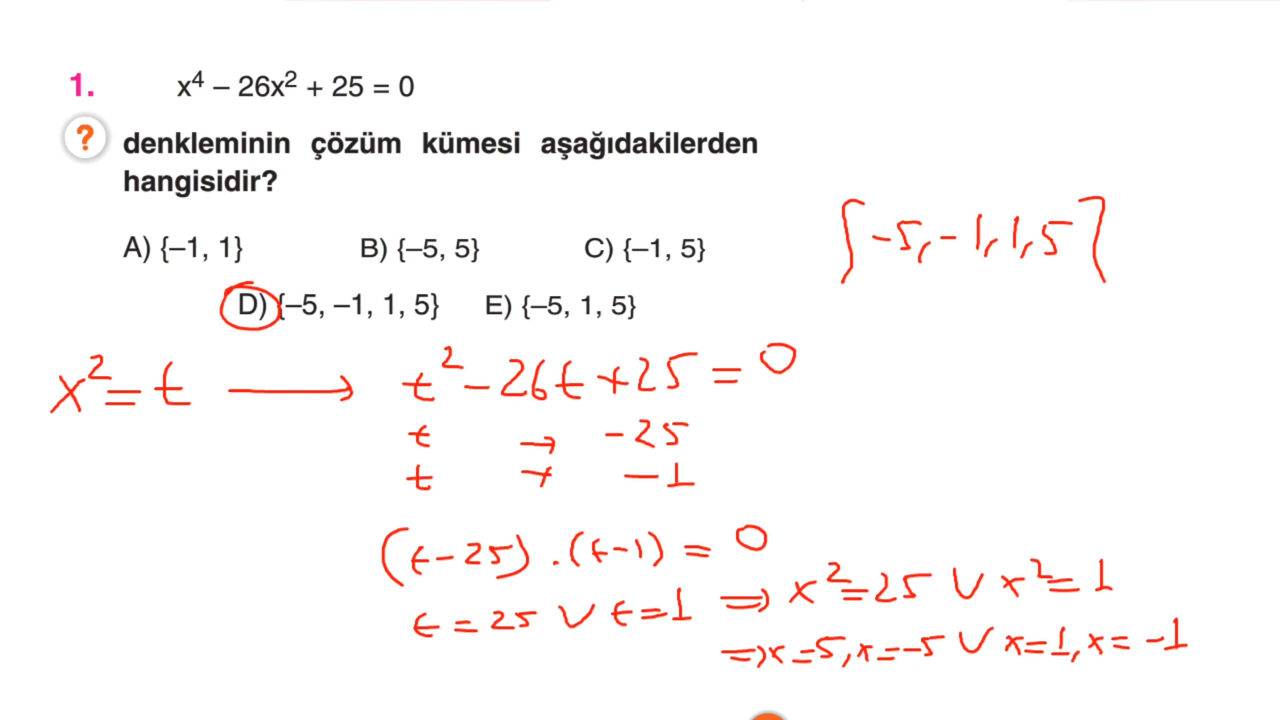 1. x⁴ – 26x² + 25 = 0
? denkleminin çözüm kümesi aşağıdakilerden
hangisidir?
A) {–1, 1} B) {–5, 5} C) {–1, 5}
D) {–5, –1, 1, 5} E) {–5, 1, 5}
{-5, -1, 1, 5}
x² = t → t² - 26t + 25 = 0
t → -25
t → -1
(t - 25) . (t - 1) = 0
t = 25 ∨ t = 1 ⇒ x² = 25 ∨ x² = 1
⇒ x = 5, x = -5 ∨ x = 1, x = -1